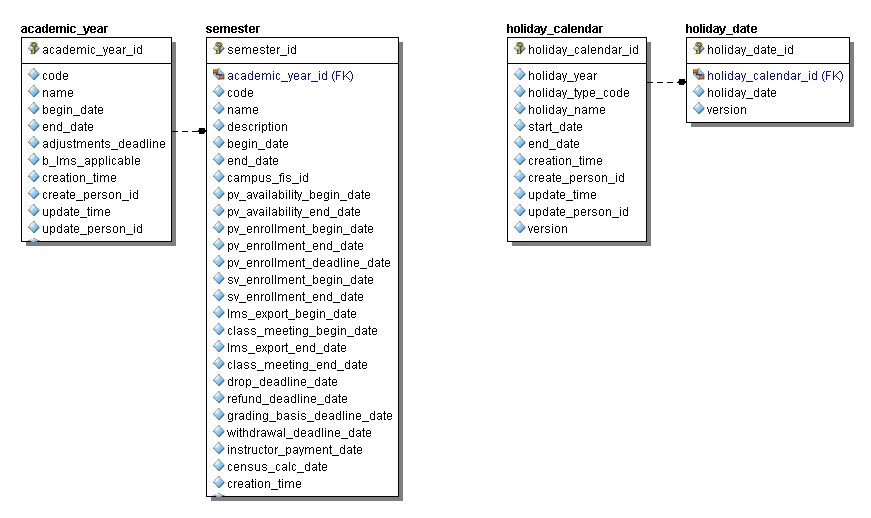 academic_year
academic_year_id
code
name
begin_date
end_date
adjustments_deadline
b_lms_applicable
creation_time
create_person_id
update_time
update_person_id
semester
semester_id
academic_year_id (FK)
code
name
description
begin_date
end_date
campus_fis_id
pv_availability_begin_date
pv_availability_end_date
pv_enrollment_begin_date
pv_enrollment_end_date
pv_enrollment_deadline_date
sv_enrollment_begin_date
sv_enrollment_end_date
lms_export_begin_date
class_meeting_begin_date
lms_export_end_date
class_meeting_end_date
drop_deadline_date
refund_deadline_date
grading_basis_deadline_date
withdrawal_deadline_date
instructor_payment_date
census_calc_date
creation_time
holiday_calendar
holiday_calendar_id
holiday_year
holiday_type_code
holiday_name
start_date
end_date
creation_time
create_person_id
update_time
update_person_id
version
holiday_date
holiday_date_id
holiday_calendar_id (FK)
holiday_date
version